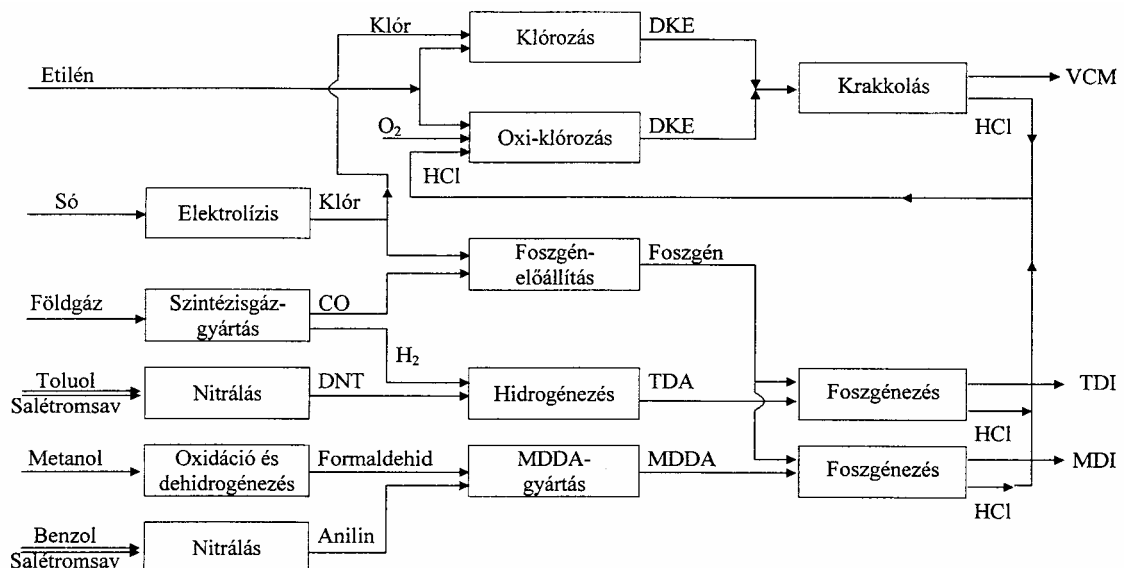 Klór
Klórozás
DKE
Etilén
Krakkolás
VCM
O2
Oxi-klórozás
DKE
HCl
HCl
Só
Elektrolízis
Klór
Foszgén-
előállítás
Foszgén
Földgáz
Szintézisgáz-
gyártás
CO
H2
Toluol
Salétromsav
Nitrálás
DNT
Hidrogénezés
TDA
Foszgénezés
TDI
HCl
Metanol
Oxidáció és
dehidrogénezés
Formaldehid
MDDA-
gyártás
MDDA
Foszgénezés
MDI
HCl
Benzol
Salétromsav
Nitrálás
Anilin